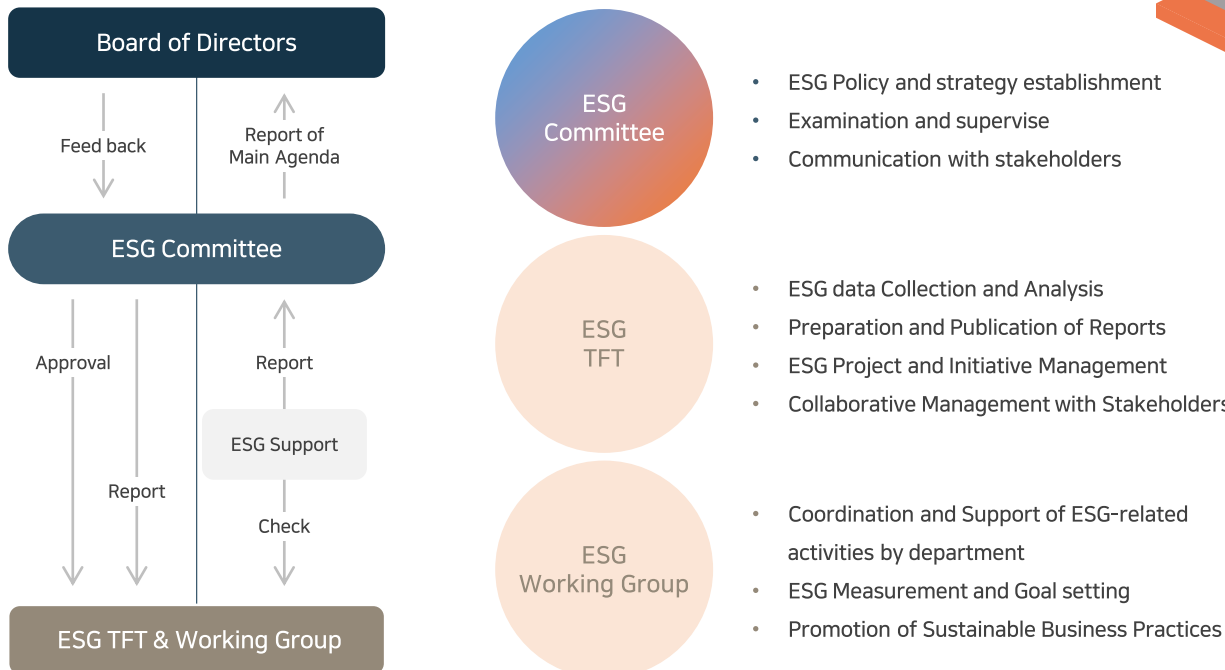 Board of Directors
Feed back
Report of
Main Agenda
ESG Committee
Approval
Report
Report
ESG Support
Check
ESG TFT & Working Group
ESG
Committee
• ESG Policy and strategy establishment
• Examination and supervise
• Communication with stakeholders
ESG
TFT
• ESG data Collection and Analysis
• Preparation and Publication of Reports
• ESG Project and Initiative Management
• Collaborative Management with Stakeholders
ESG
Working Group
• Coordination and Support of ESG-related
activities by department
• ESG Measurement and Goal setting
• Promotion of Sustainable Business Practices